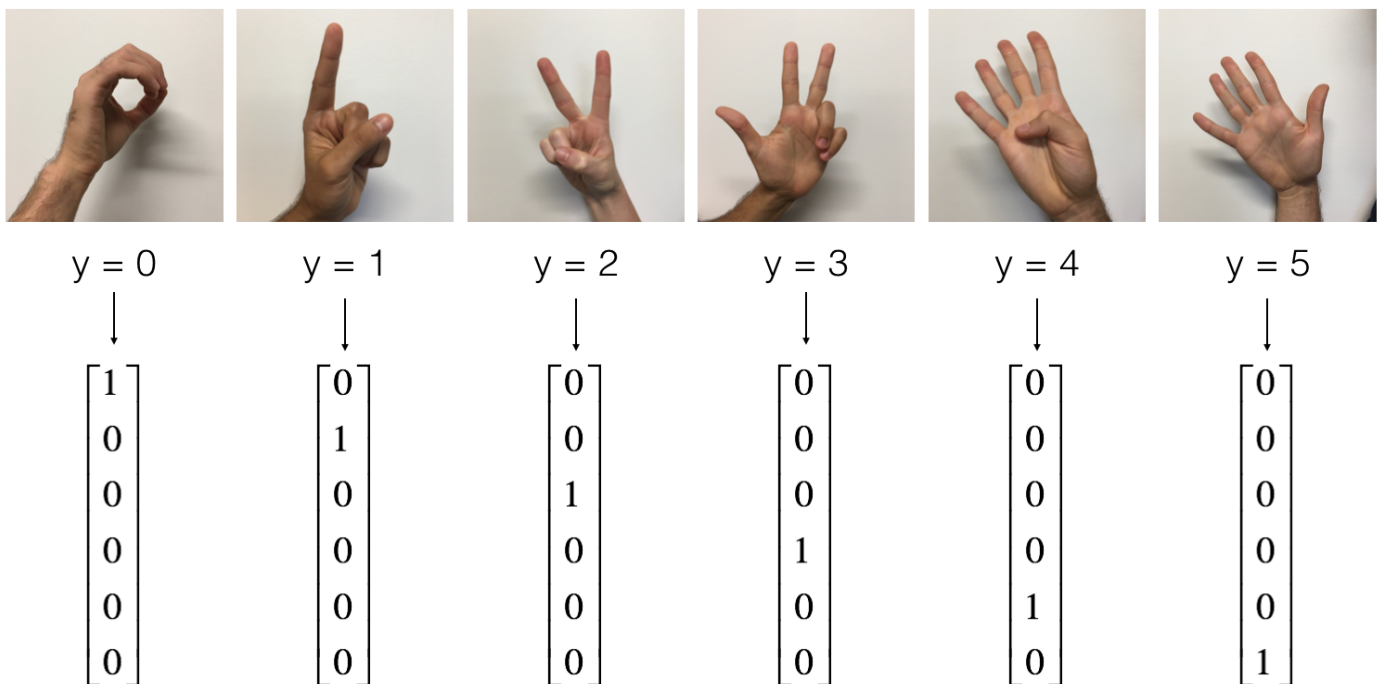 y = 0 y = 1 y = 2 y = 3 y = 4 y = 5
1 0 0 0 0 0
0 1 0 0 0 0
0 0 1 0 0 0
0 0 0 1 0 0
0 0 0 0 1 0
0 0 0 0 0 1